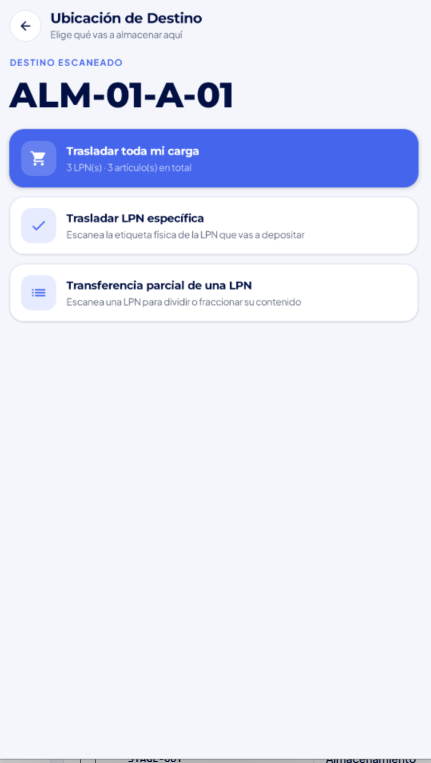 Ubicación de Destino
Elige qué vas a almacenar aquí
DESTINO ESCANEADO
ALM-01-A-01
Trasladar toda mi carga
3 LPN(s) · 3 artículo(s) en total
Trasladar LPN específica
Escanea la etiqueta física de la LPN que vas a depositar
Transferencia parcial de una LPN
Escanea una LPN para dividir o fraccionar su contenido
Almacenamiento